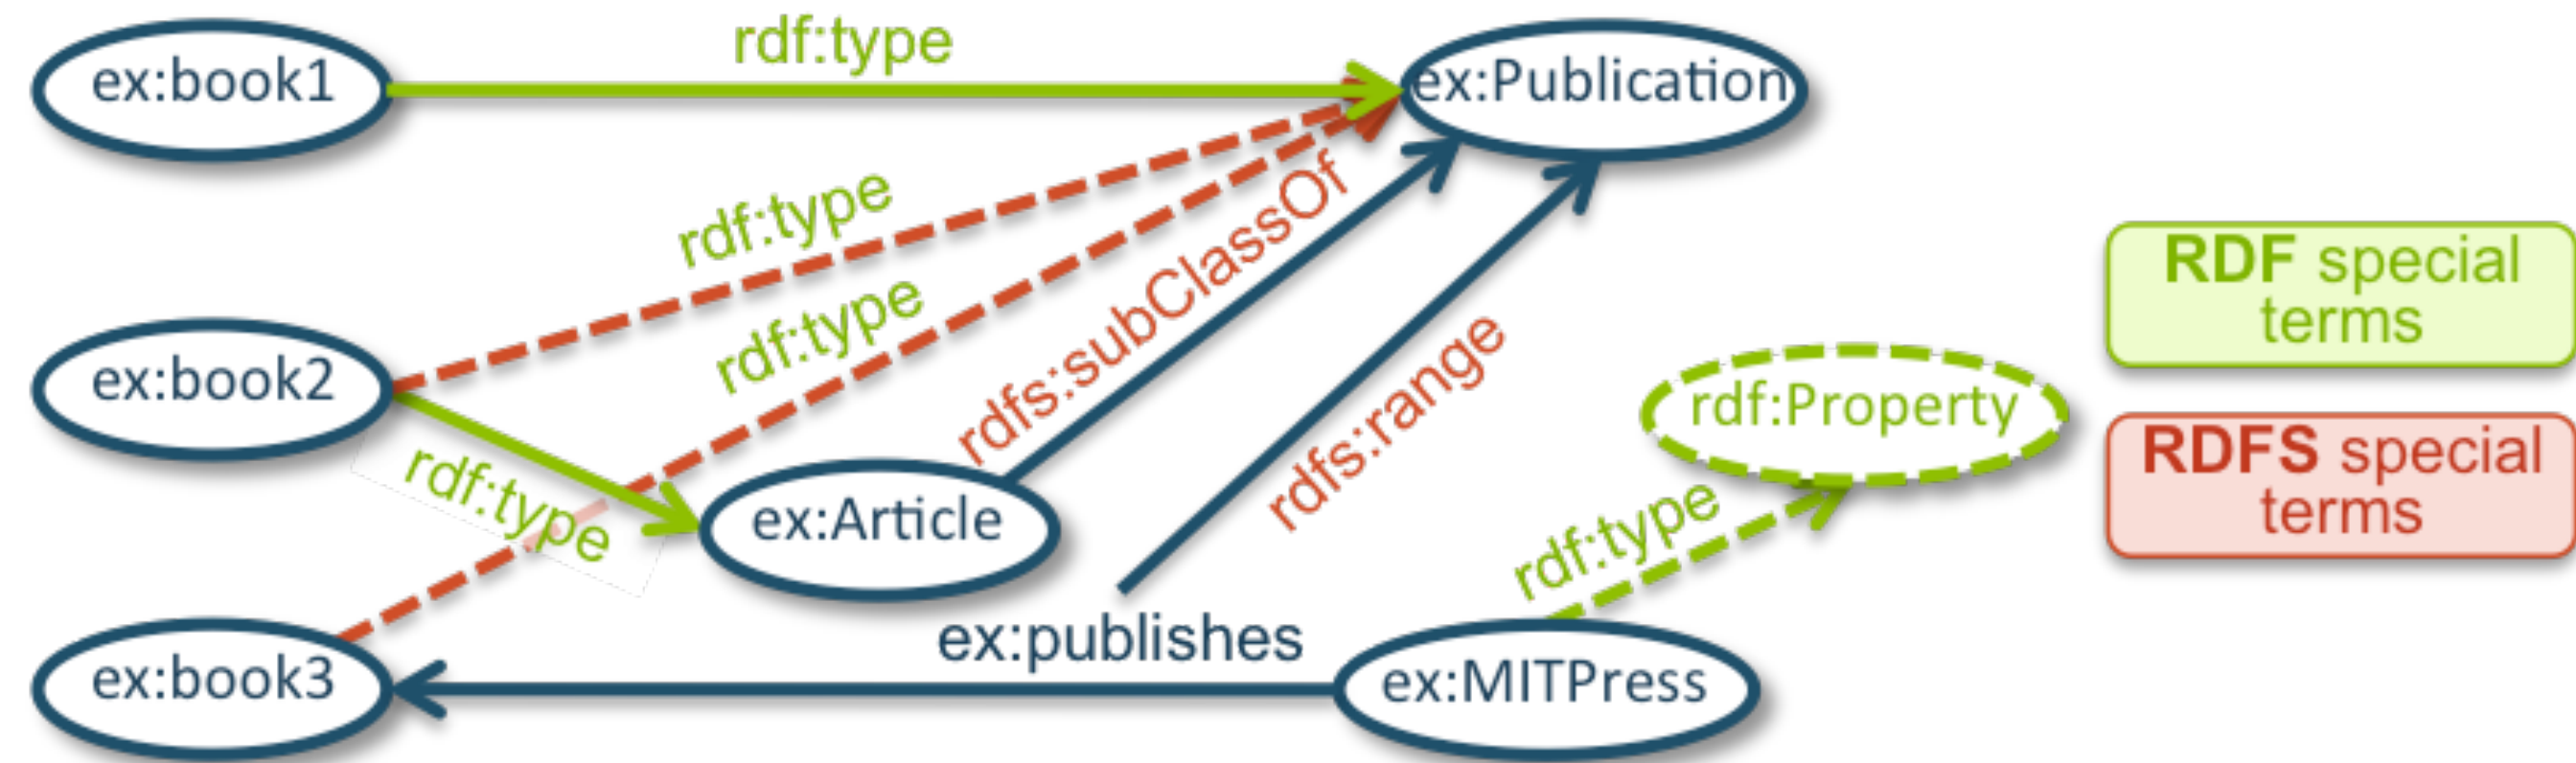 rdf:type
ex:book1
ex:Publication
rdf:type
rdf:type
rdfs:subClassOf
rdfs:range
RDF special
terms
ex:book2
rdf:Property
RDFS special
terms
rdf:type
ex:Article
rdf:type
ex:publishes
ex:book3
ex:MITPress